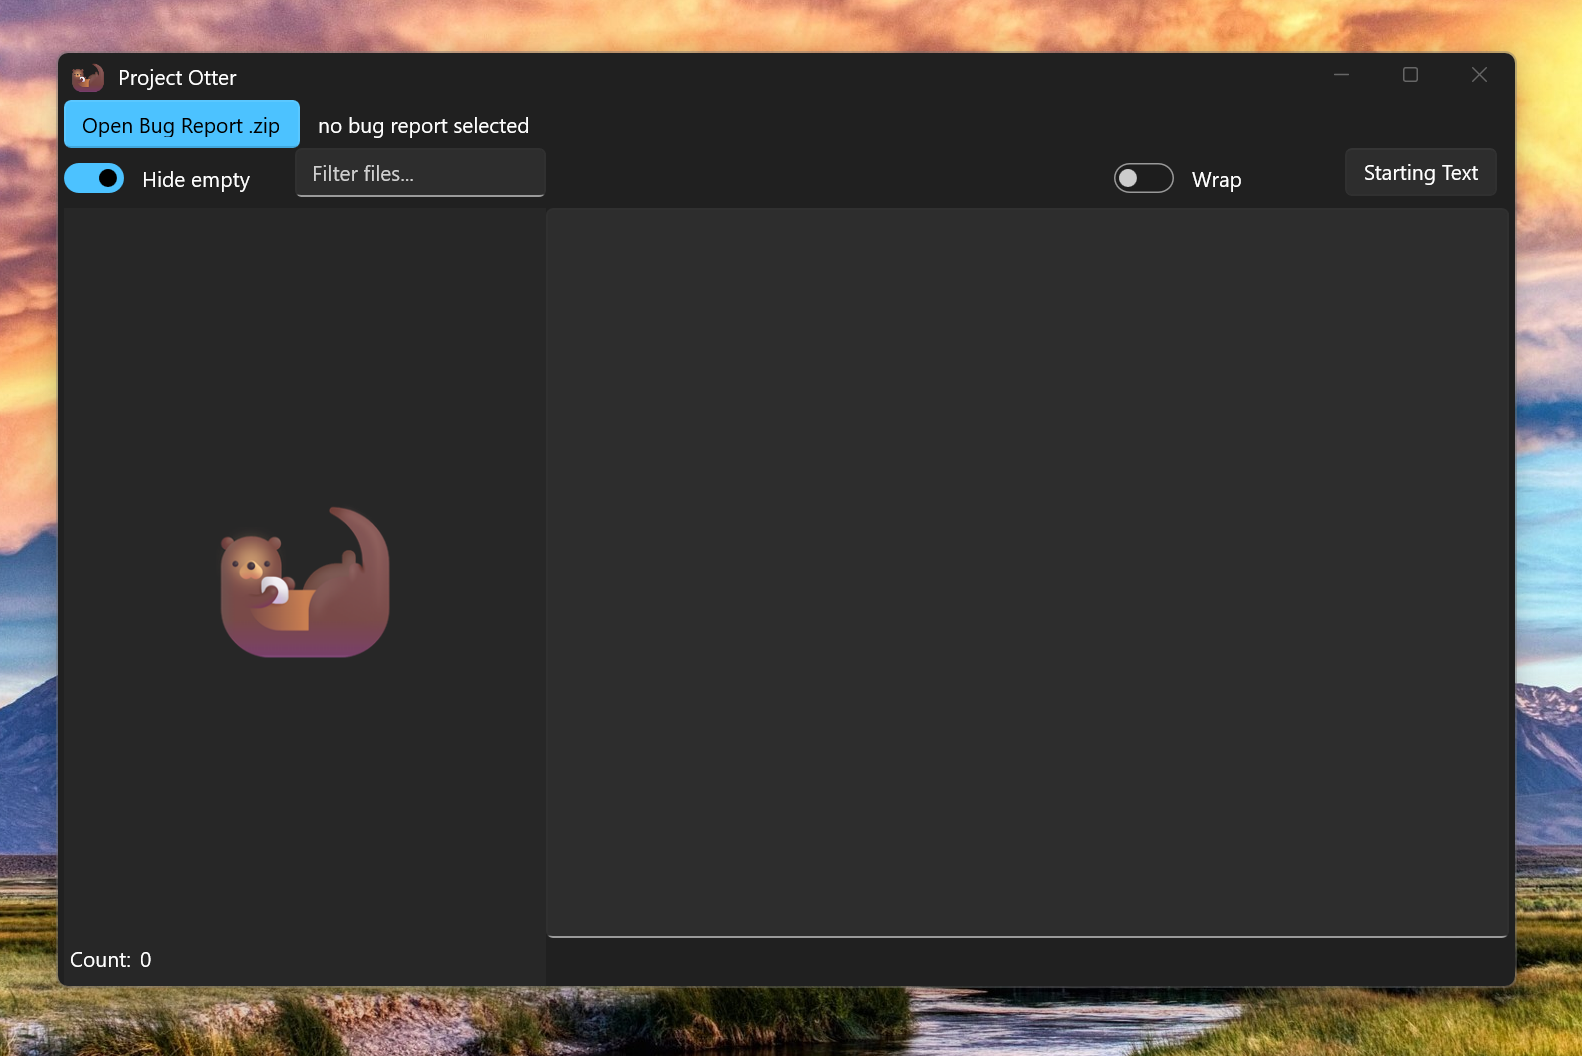 Project Otter
Open Bug Report .zip no bug report selected
Hide empty Filter files... Wrap Starting Text
Count: 0